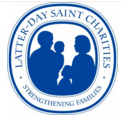 LATTER-DAY SAINT CHARITIES
STRENGTHENING FAMILIES